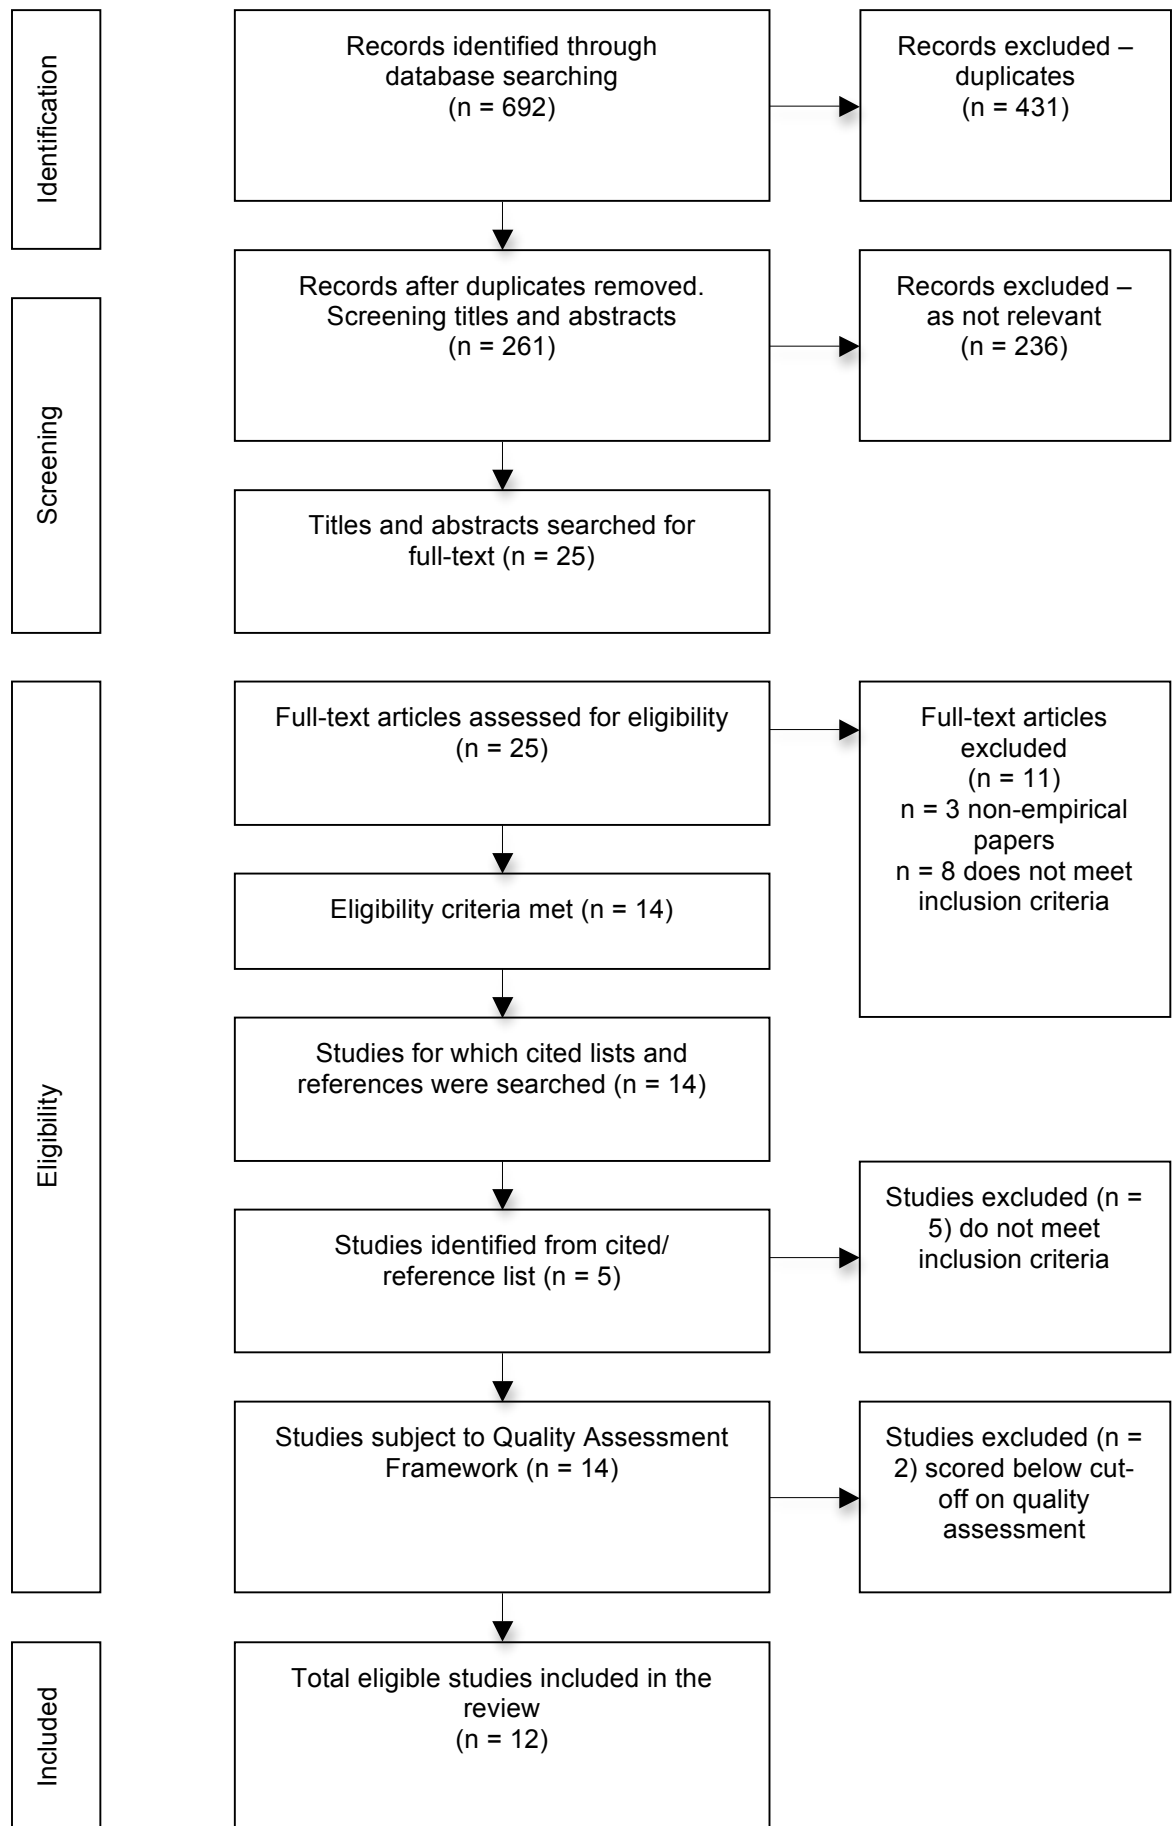 Identification
Records identified through
database searching
(n = 692)
Records excluded –
duplicates
(n = 431)
Screening
Records after duplicates removed.
Screening titles and abstracts
(n = 261)
Records excluded –
as not relevant
(n = 236)
Titles and abstracts searched for
full-text (n = 25)
Eligibility
Full-text articles assessed for eligibility
(n = 25)
Full-text articles
excluded
(n = 11)
n = 3 non-empirical
papers
n = 8 does not meet
inclusion criteria
Eligibility criteria met (n = 14)
Studies for which cited lists and
references were searched (n = 14)
Studies identified from cited/
reference list (n = 5)
Studies excluded (n =
5) do not meet
inclusion criteria
Studies subject to Quality Assessment
Framework (n = 14)
Studies excluded (n =
2) scored below cut-
off on quality
assessment
Included
Total eligible studies included in the
review
(n = 12)